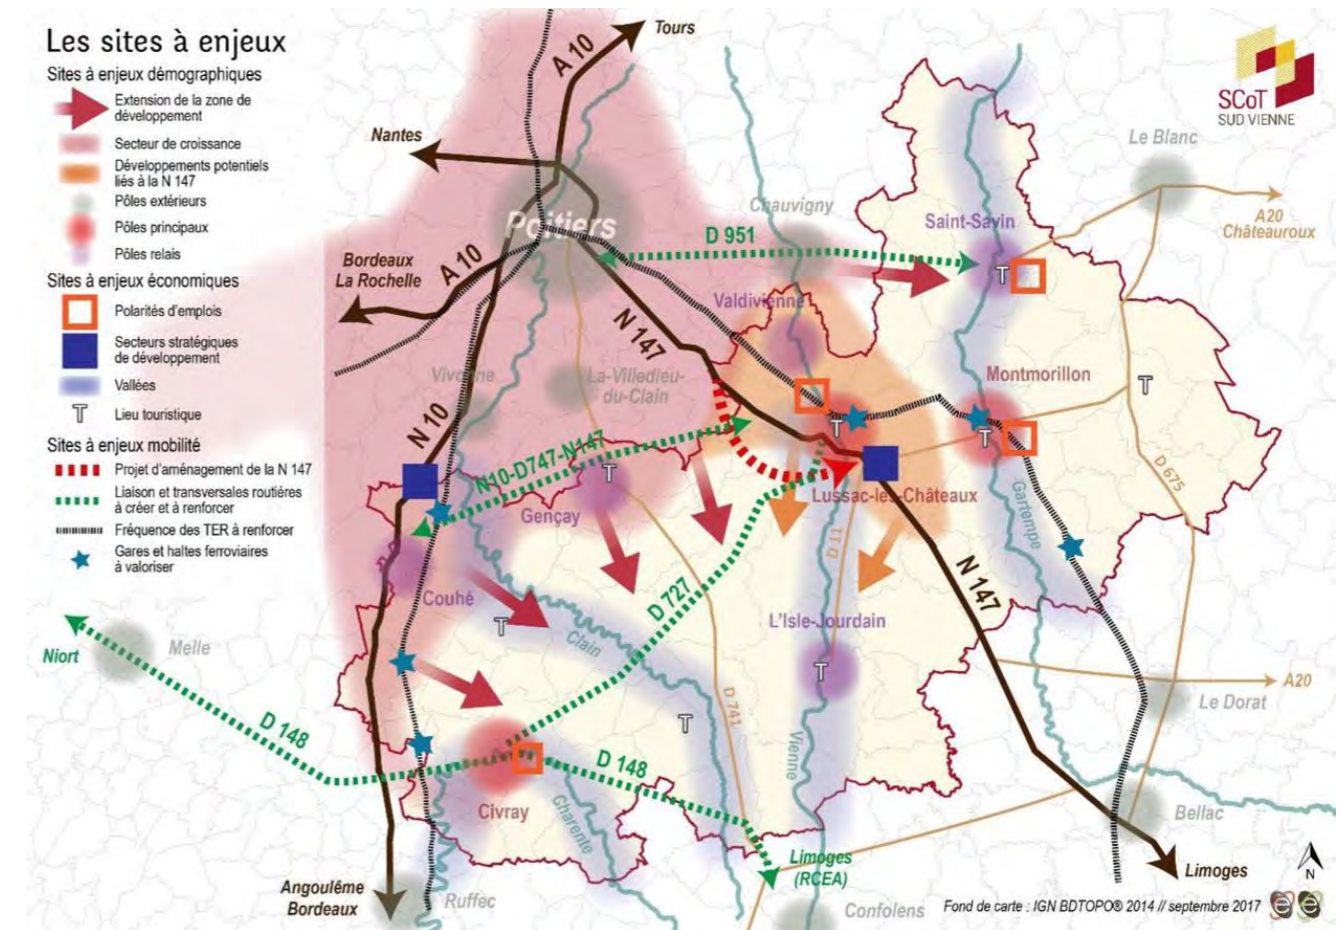 Les sites à enjeux
Sites à enjeux démographiques
Extension de la zone de
développement
Secteur de croissance
Développements potentiels
liés à la N 147
Pôles extérieurs
Pôles principaux
Pôles relais
Sites à enjeux économiques
Polarités d'emplois
Secteurs stratégiques
de développement
Vallées
T
Lieu touristique
Sites à enjeux mobilité
Projet d'aménagement de la N 147
Liaison et transversales routiéres
à créer et à renforcer
Fréquence des TER à renforcer
Gares et haltes ferroviaires
à valoriser
Tours
A 10
Nantes
Poitiers
Chauvigny
D 951
Saint-Savin
T
Le Blanc
A20
Châteauroux
SCoT
SUD VIENNE
Bordeaux
La Rochelle
A 10
Valdivienne
N 147
Vivonne
La-Villedieu-
du-Clain
Montmorillon
T
T
T
N 10
N10-D747-N147
T
D 675
Gençay
Lussac-les-Châteaux
Gartempe
D 11
N 147
Couhé
D 727
L'Isle-Jourdain
T
T
Clain
Melle
Niort
D 148
T
D 741
Vienne
A20
Le Dorat
D 148
Civray
Charente
Bellac
Limoges
(RCEA)
Limoges
N
Angoulême
Bordeaux
Ruffec
Confolens
Fond de carte : IGN BDTOPO® 2014 // septembre 2017